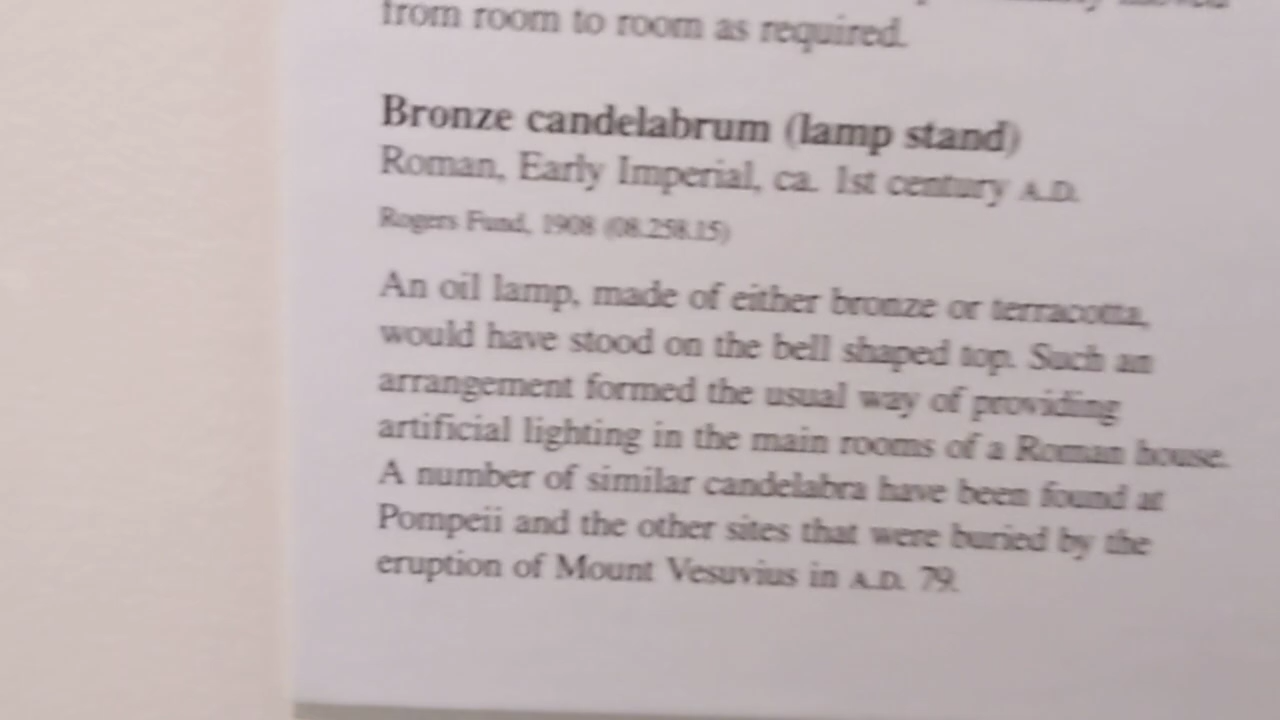 moved
from room to room as required.
Bronze candelabrum (lamp stand)
Roman, Early Imperial, ca. 1st century A.D.
Rogers Fund, 1908 (08.258.15)
An oil lamp, made of either bronze or terracotta,
would have stood on the bell shaped top. Such an
arrangement formed the usual way of providing
artificial lighting in the main rooms of a Roman house.
A number of similar candelabra have been found at
Pompeii and the other sites that were buried by the
eruption of Mount Vesuvius in A.D. 79.